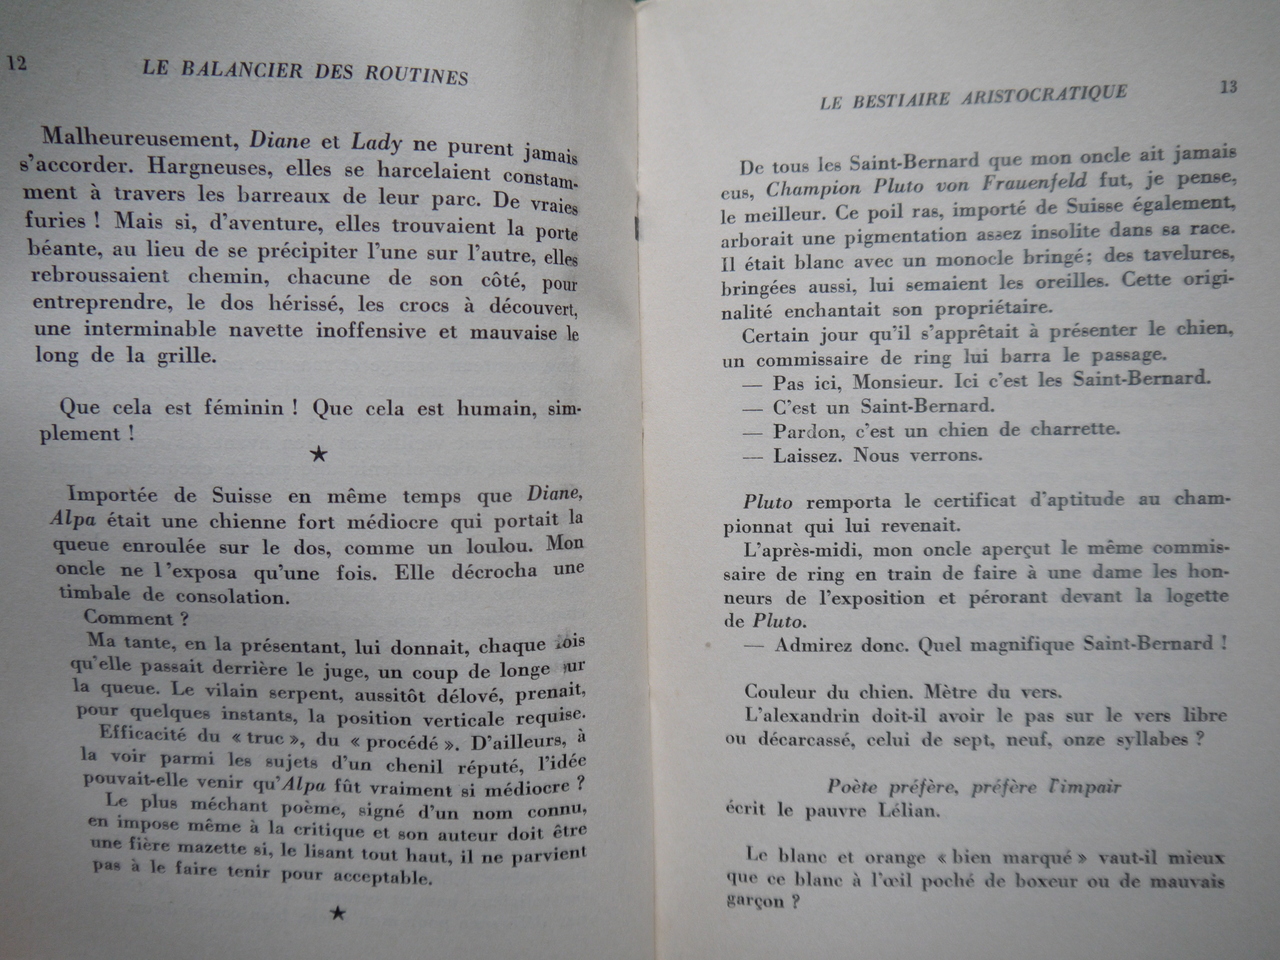 12
LE BALANCIER DES ROUTINES
Malheureusement, Diane et Lady ne purent jamais
s'accorder. Hargneuses, elles se harcelaient constam-
ment à travers les barreaux de leur parc. De vraies
furies ! Mais si, d'aventure, elles trouvaient la porte
béante, au lieu de se précipiter l'une sur l'autre, elles
rebroussaient chemin, chacune de son côté, pour
entreprendre, le dos hérissé, les crocs à découvert,
une interminable navette inoffensive et mauvaise le
long de la grille.
Que cela est féminin ! Que cela est humain, sim-
plement !
★
Importée de Suisse en même temps que Diane,
Alpa était une chienne fort médiocre qui portait la
queue enroulée sur le dos, comme un loulou. Mon
oncle ne l'exposa qu'une fois. Elle décrocha une
timbale de consolation.
Comment ?
Ma tante, en la présentant, lui donnait, chaque fois
qu'elle passait derrière le juge, un coup de longe sur
la queue. Le vilain serpent, aussitôt délové, prenait,
pour quelques instants, la position verticale requise.
Efficacité du « truc », du « procédé ». D'ailleurs, à
la voir parmi les sujets d'un chenil réputé, l'idée
pouvait-elle venir qu'Alpa fût vraiment si médiocre ?
Le plus méchant poème, signé d'un nom connu,
en impose même à la critique et son auteur doit être
une fière mazette si, le lisant tout haut, il ne parvient
pas à le faire tenir pour acceptable.
★
LE BESTIAIRE ARISTOCRATIQUE
13
De tous les Saint-Bernard que mon oncle ait jamais
eus, Champion Pluto von Frauenfeld fut, je pense,
le meilleur. Ce poil ras, importé de Suisse également,
arborait une pigmentation assez insolite dans sa race.
Il était blanc avec un monocle bringé ; des tavelures,
bringées aussi, lui semaient les oreilles. Cette origi-
nalité enchantait son propriétaire.
Certain jour qu'il s'apprêtait à présenter le chien,
un commissaire de ring lui barra le passage.
— Pas ici, Monsieur. Ici c'est les Saint-Bernard.
— C'est un Saint-Bernard.
— Pardon, c'est un chien de charrette.
— Laissez. Nous verrons.
Pluto remporta le certificat d'aptitude au cham-
pionnat qui lui revenait.
L'après-midi, mon oncle aperçut le même commis-
saire de ring en train de faire à une dame les hon-
neurs de l'exposition et pérorant devant la logette
de Pluto.
— Admirez donc. Quel magnifique Saint-Bernard !
Couleur du chien. Mètre du vers.
L'alexandrin doit-il avoir le pas sur le vers libre
ou décarcassé, celui de sept, neuf, onze syllabes ?
Poète préfère, préfère l'impair
écrit le pauvre Lélian.
Le blanc et orange « bien marqué » vaut-il mieux
que ce blanc à l'œil poché de boxeur ou de mauvais
garçon ?